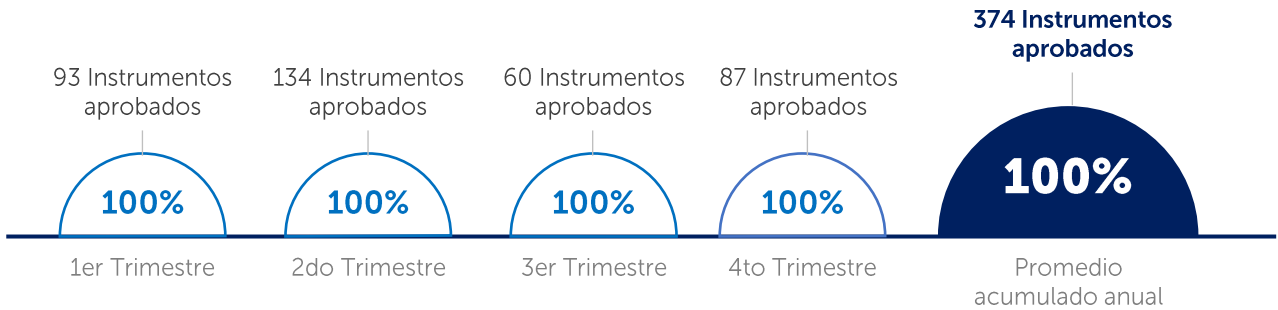 93 Instrumentos
aprobados
100%
1er Trimestre
134 Instrumentos
aprobados
100%
2do Trimestre
60 Instrumentos
aprobados
100%
3er Trimestre
87 Instrumentos
aprobados
100%
4to Trimestre
374 Instrumentos
aprobados
100%
Promedio
acumulado anual